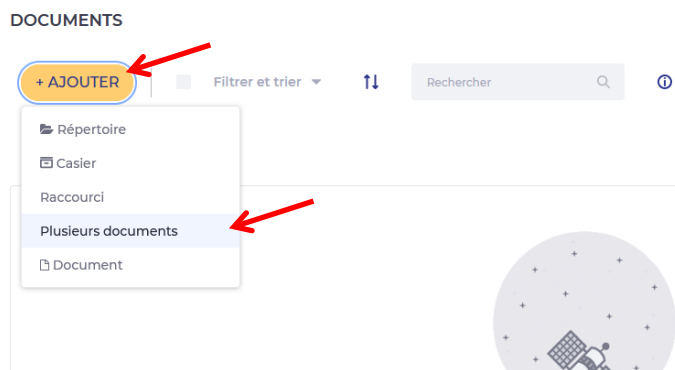 DOCUMENTS
+ AJOUTER
Filtrer et trier
Rechercher
Répertoire
Casier
Raccourci
Plusieurs documents
Document